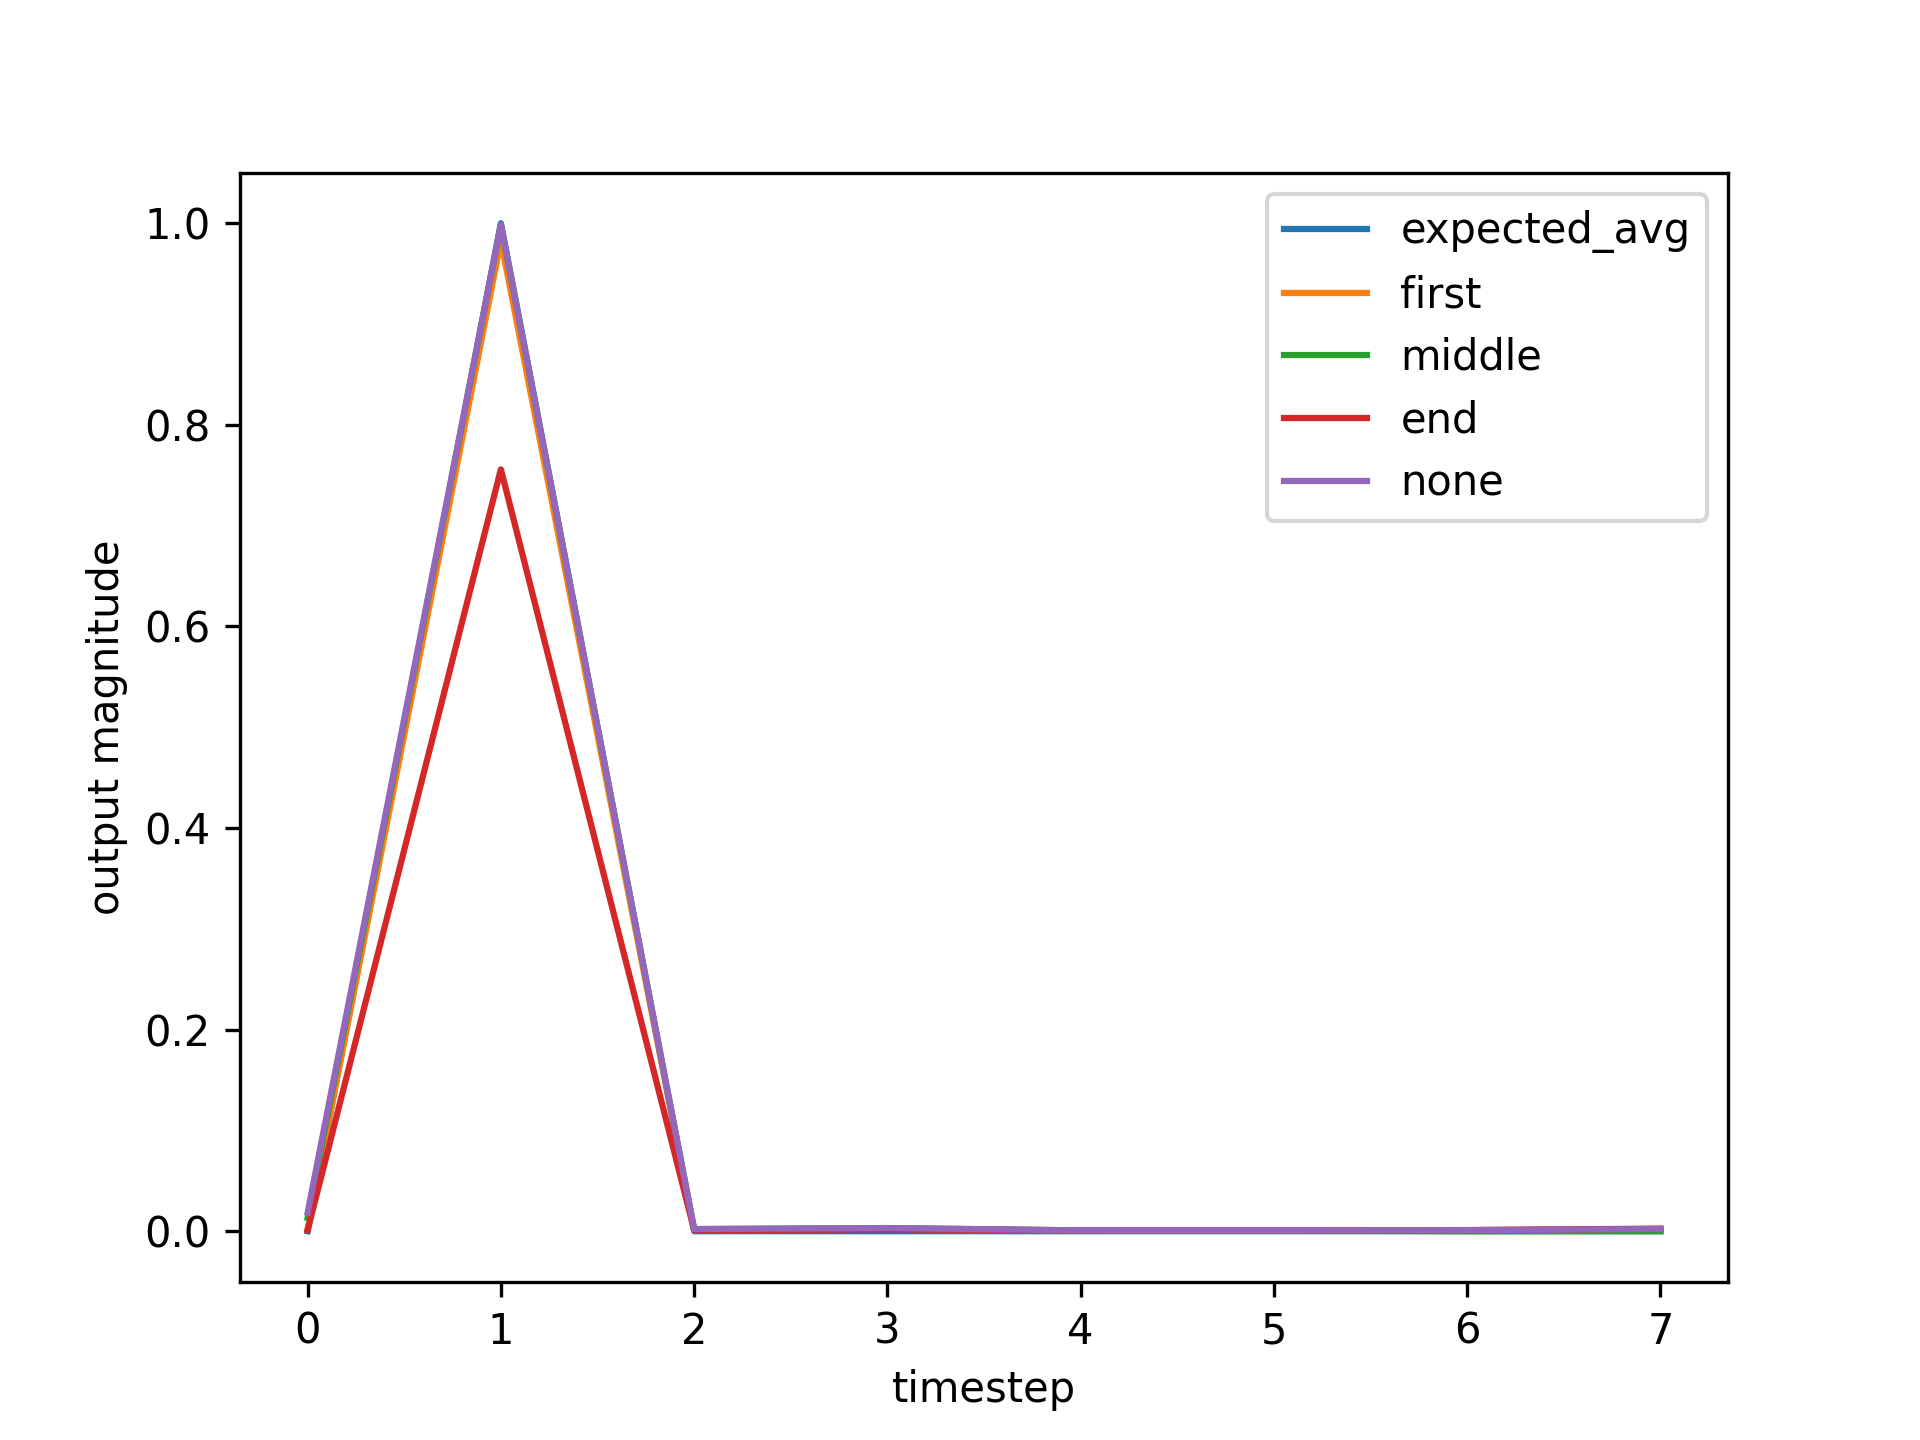 expected_avg
first
middle
end
none
output magnitude
1.0
0.8
0.6
0.4
0.2
0.0
0 1 2 3 4 5 6 7
timestep